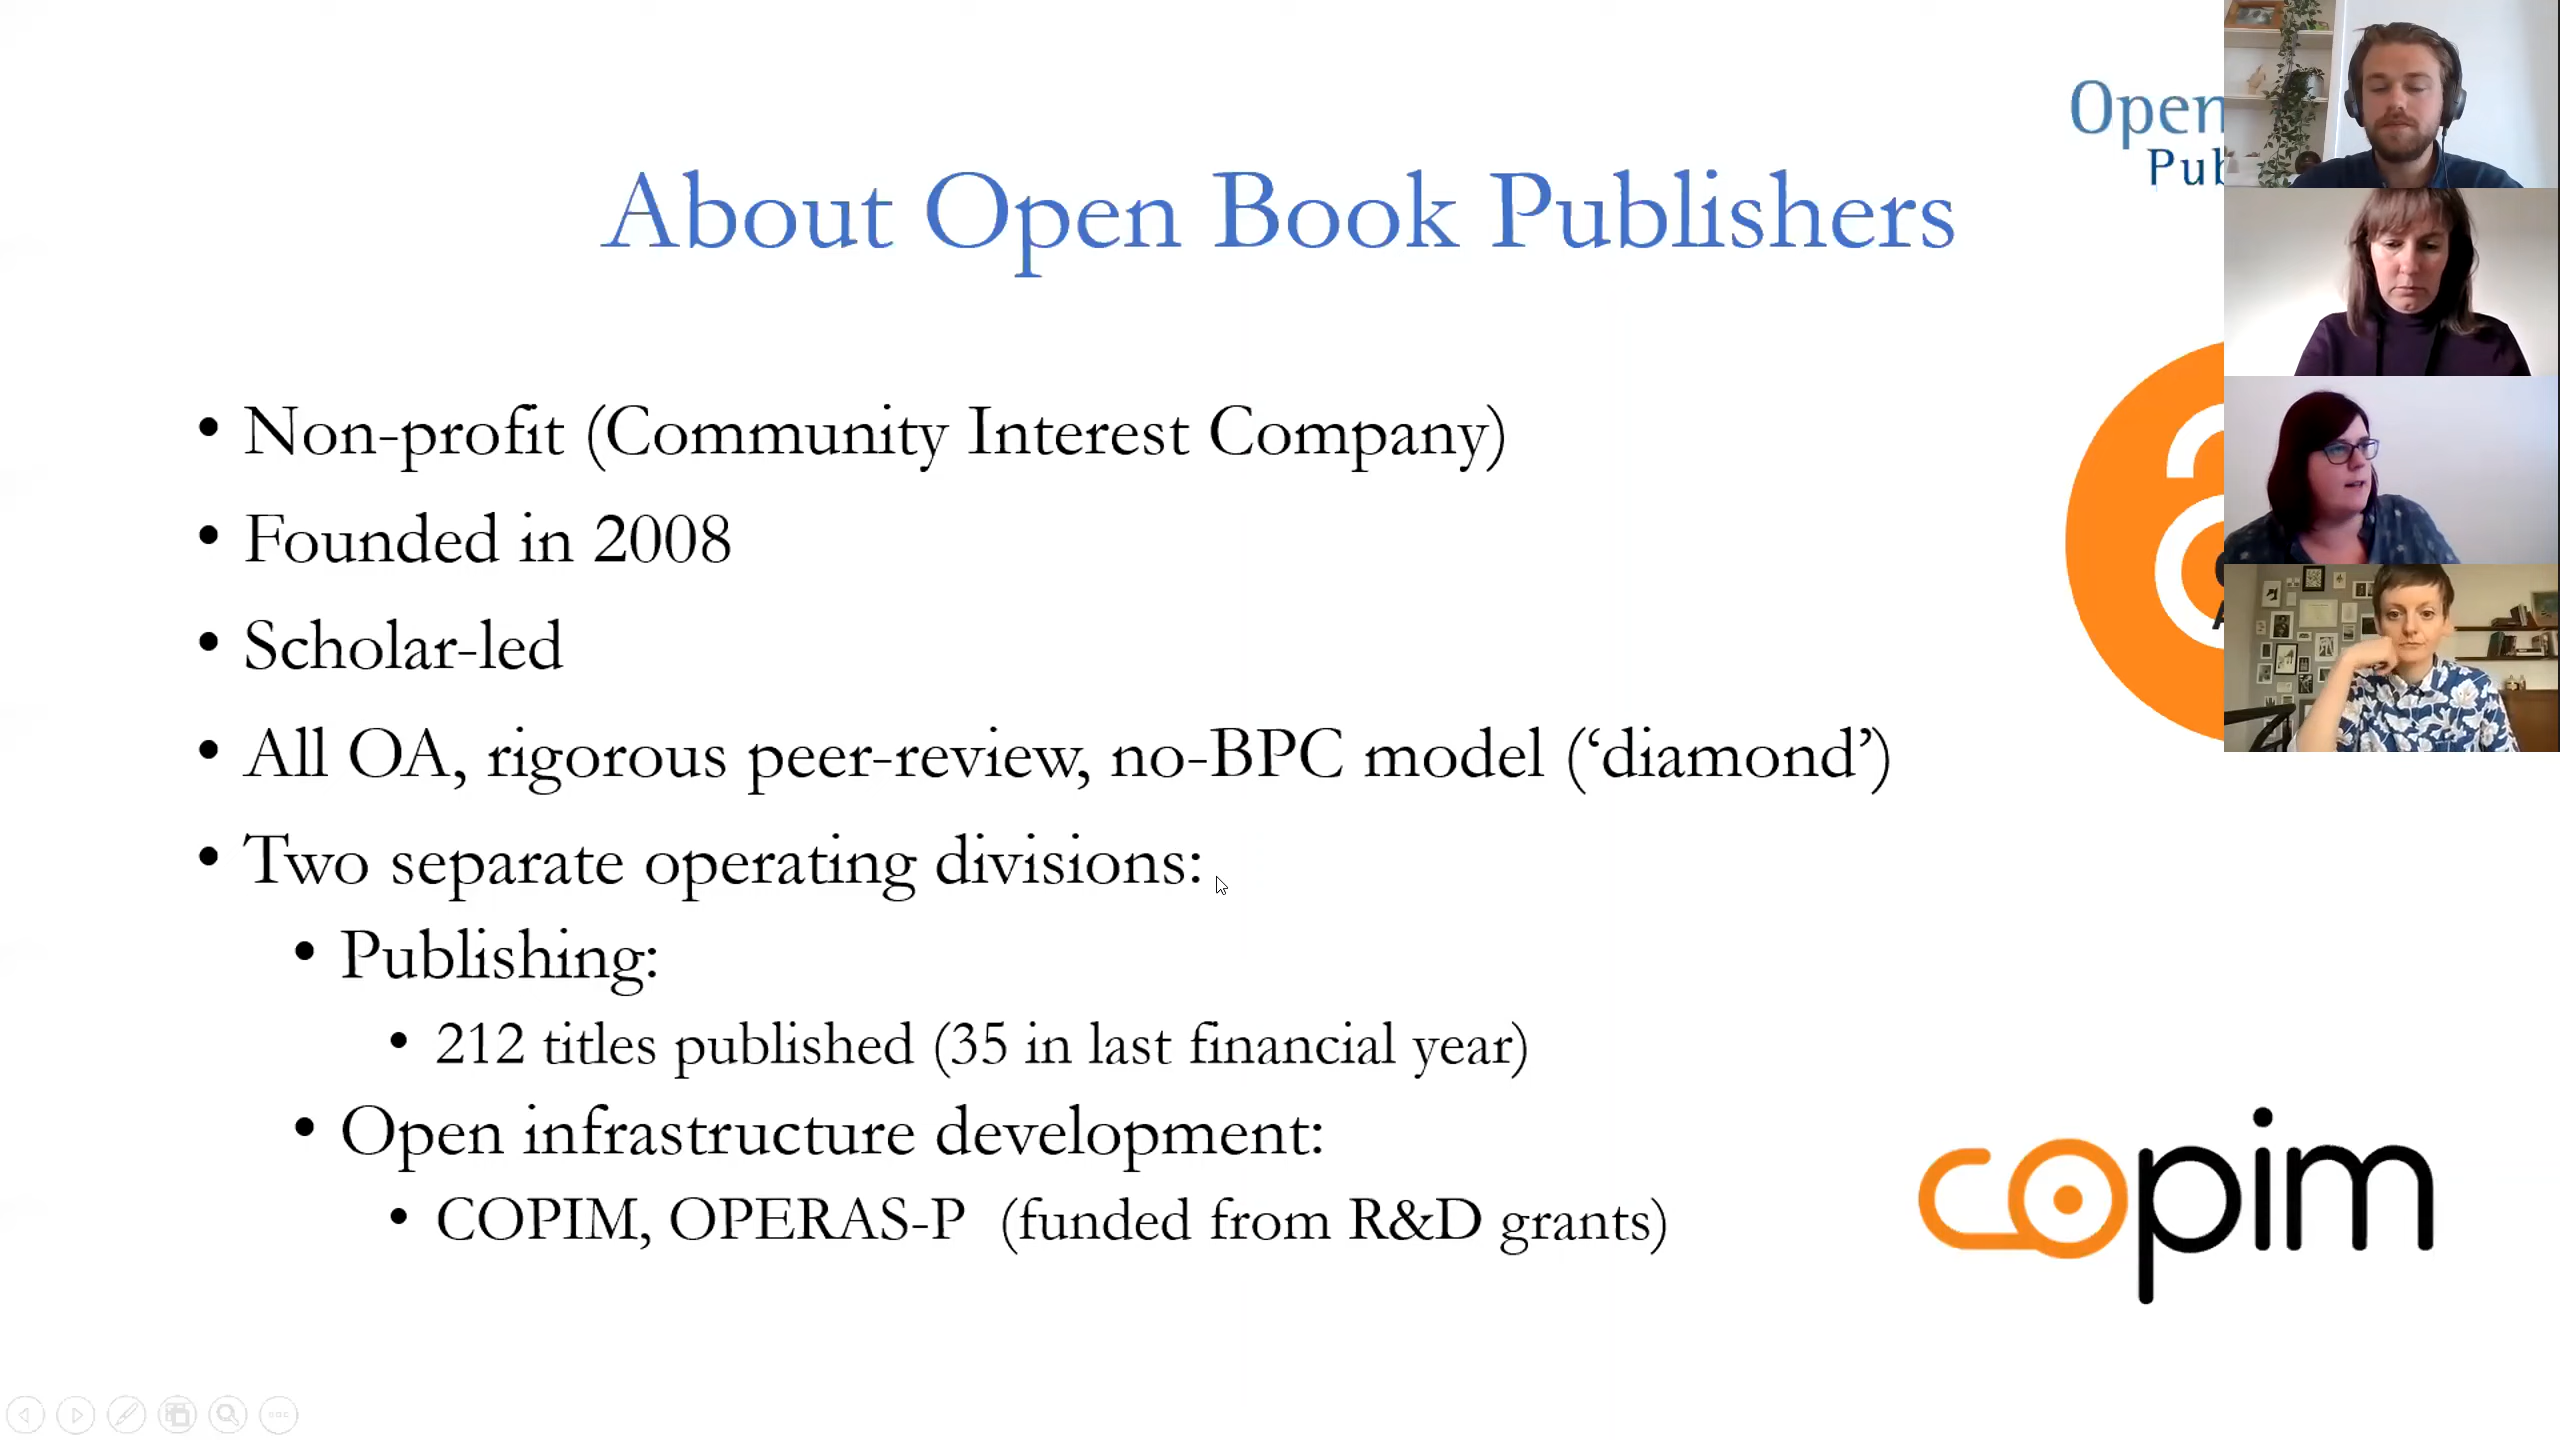 Open
About Open Book Publishers
• Non-profit (Community Interest Company)
• Founded in 2008
• Scholar-led
• All OA, rigorous peer-review, no-BPC model (‘diamond’)
• Two separate operating divisions:
• Publishing:
• 212 titles published (35 in last financial year)
• Open infrastructure development:
• COPIM, OPERAS-P (funded from R&D grants)
copim